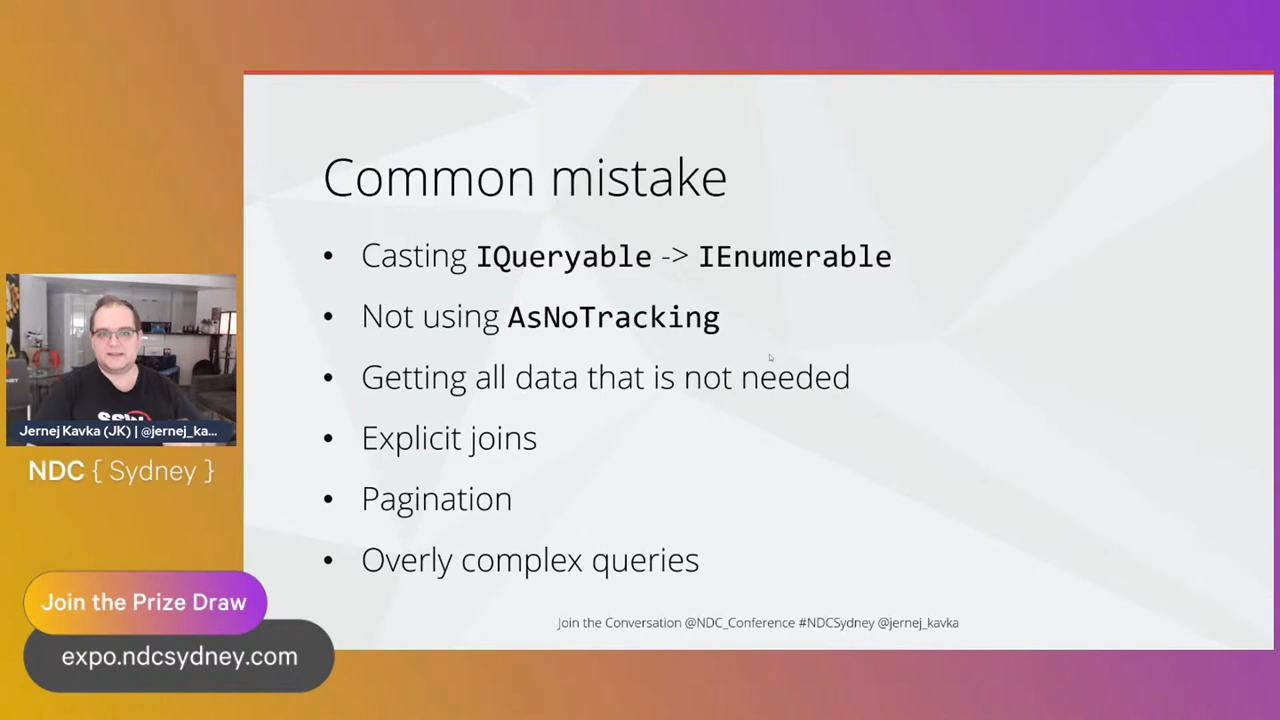 Common mistake
• Casting IQueryable -> IEnumerable
• Not using AsNoTracking
• Getting all data that is not needed
• Explicit joins
• Pagination
• Overly complex queries
Join the Conversation @NDC_Conference #NDCSydney @jernej_kavka
SSW
Jernej Kavka (JK) | @jernej_ka...
NDC { Sydney }
Join the Prize Draw
expo.ndcsydney.com